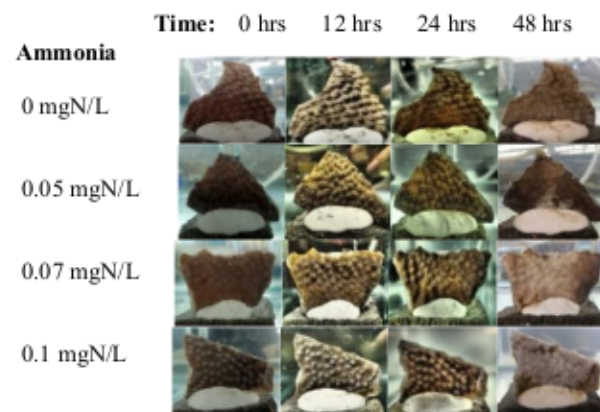 Time: 0 hrs 12 hrs 24 hrs 48 hrs
Ammonia
0 mgN/L
0.05 mgN/L
0.07 mgN/L
0.1 mgN/L